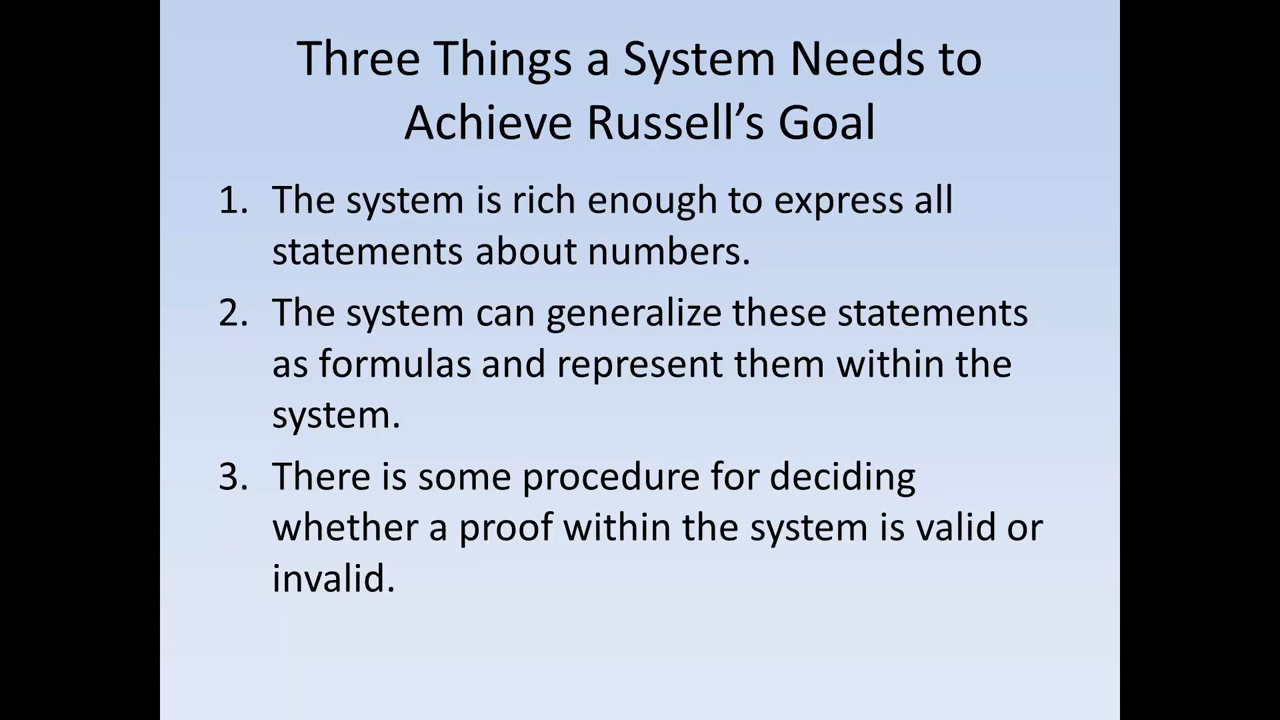 Three Things a System Needs to
Achieve Russell’s Goal
1. The system is rich enough to express all
statements about numbers.
2. The system can generalize these statements
as formulas and represent them within the
system.
3. There is some procedure for deciding
whether a proof within the system is valid or
invalid.